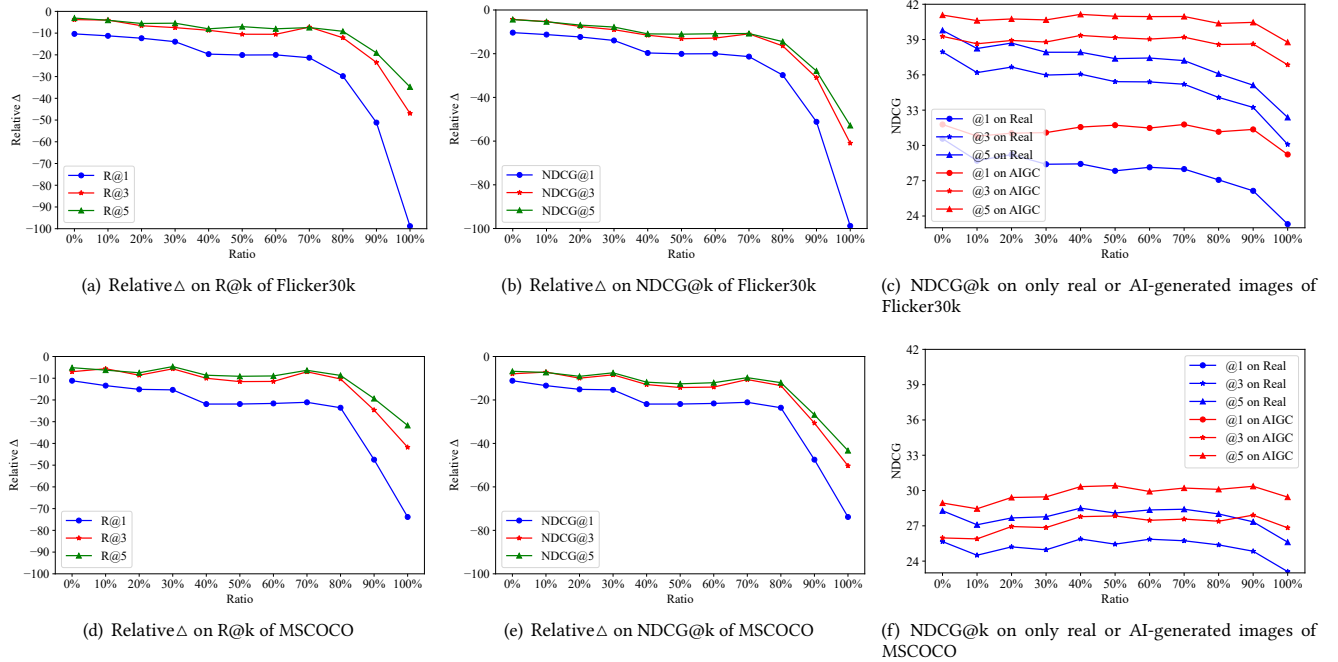 0
−10
−20
−30
−40
−50
−60
−70
−80
−90
−100
Relative Δ
R@1
R@3
R@5
0% 10% 20% 30% 40% 50% 60% 70% 80% 90% 100%
Ratio
(a) Relative△ on R@k of Flicker30k
0
−20
−40
−60
−80
−100
Relative Δ
NDCG@1
NDCG@3
NDCG@5
0% 10% 20% 30% 40% 50% 60% 70% 80% 90% 100%
Ratio
(b) Relative△ on NDCG@k of Flicker30k
42
39
36
33
30
27
24
NDCG
@1 on Real
@3 on Real
@5 on Real
@1 on AIGC
@3 on AIGC
@5 on AIGC
0% 10% 20% 30% 40% 50% 60% 70% 80% 90% 100%
Ratio
(c) NDCG@k on only real or AI-generated images of
Flicker30k
0
−10
−20
−30
−40
−50
−60
−70
−80
−90
−100
Relative Δ
R@1
R@3
R@5
0% 10% 20% 30% 40% 50% 60% 70% 80% 90% 100%
Ratio
(d) Relative△ on R@k of MSCOCO
0
−20
−40
−60
−80
−100
Relative Δ
NDCG@1
NDCG@3
NDCG@5
0% 10% 20% 30% 40% 50% 60% 70% 80% 90% 100%
Ratio
(e) Relative△ on NDCG@k of MSCOCO
42
39
36
33
30
27
24
NDCG
@1 on Real
@3 on Real
@5 on Real
@1 on AIGC
@3 on AIGC
@5 on AIGC
0% 10% 20% 30% 40% 50% 60% 70% 80% 90% 100%
Ratio
(f) NDCG@k on only real or AI-generated images of
MSCOCO